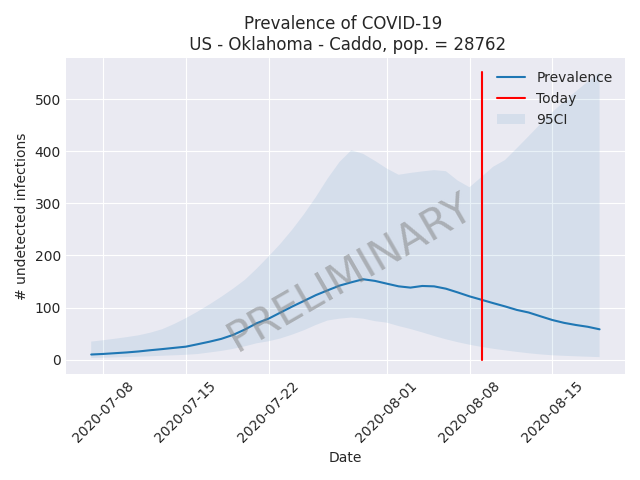 Prevalence of COVID-19
US - Oklahoma - Caddo, pop. = 28762
Prevalence
Today
95CI
# undetected infections
500
400
300
200
100
0
PRELIMINARY
2020-07-08
2020-07-15
2020-07-22
2020-08-01
2020-08-08
2020-08-15
Date